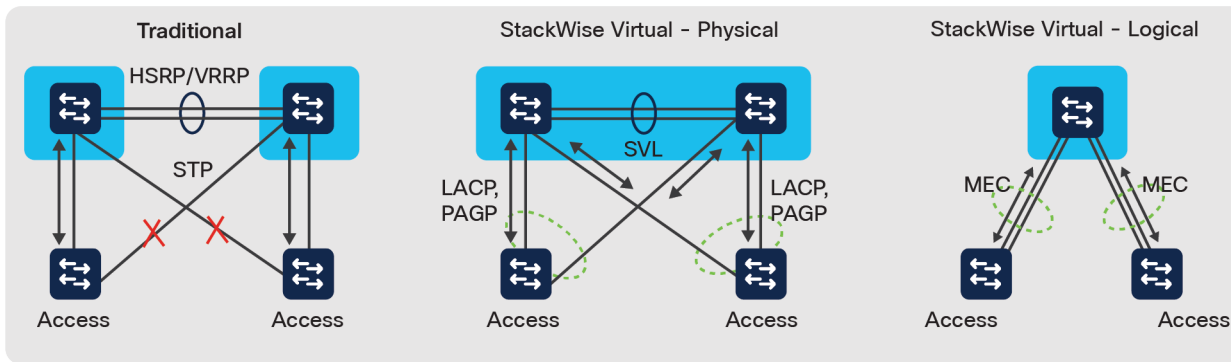 Traditional
HSRP/VRRP
STP
Access
Access
StackWise Virtual - Physical
SVL
LACP,
PAGP
LACP,
PAGP
Access
Access
StackWise Virtual - Logical
MEC
MEC
Access
Access